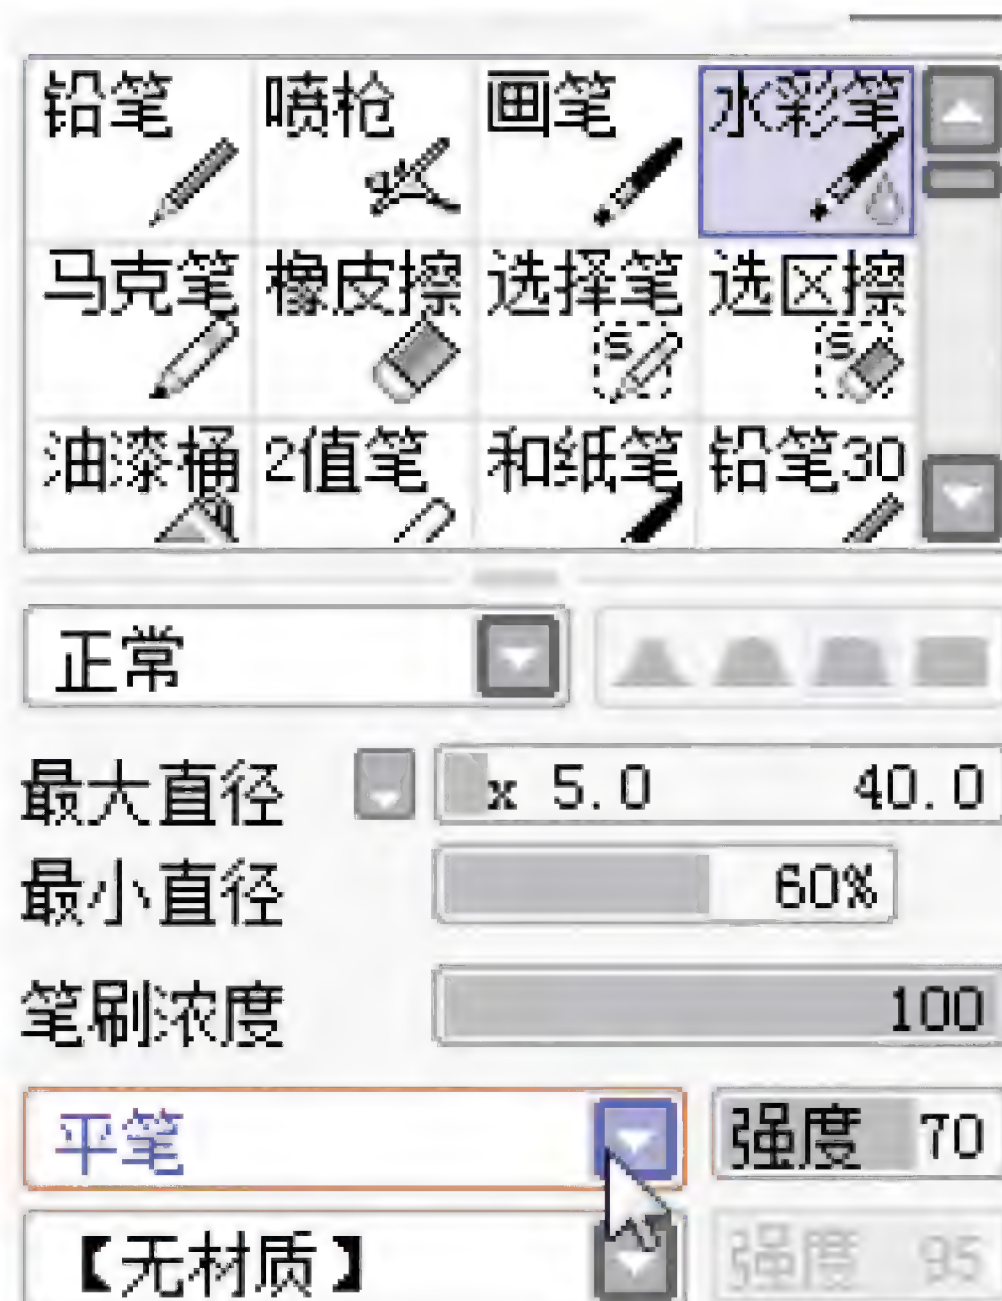 铅笔 喷枪 画笔 水彩笔
马克笔 橡皮擦 选择笔 选区擦
油漆桶 2值笔 和纸笔 铅笔30
正常
最大直径 x 5.0 40.0
最小直径 60%
笔刷浓度 100
平笔 强度 70
【无材质】 强度 95